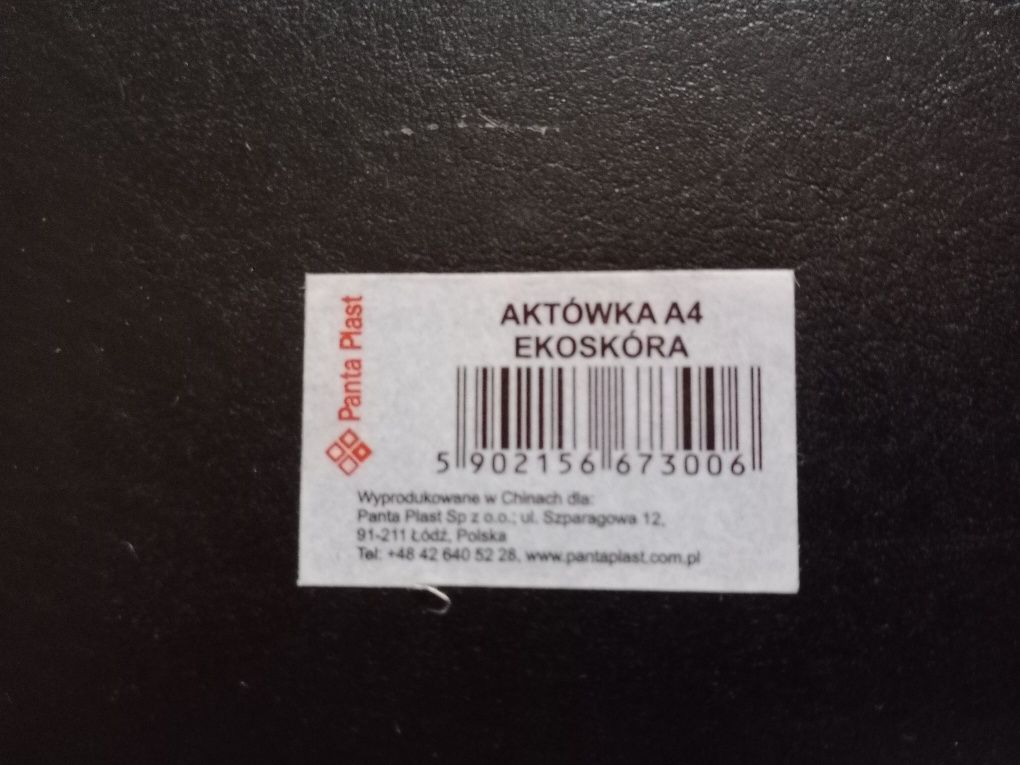 Panta Plast
AKTÓWKA A4
EKOSKÓRA
5 902156 673006
Wyprodukowane w Chinach dla:
Panta Plast Sp z o.o.; ul. Szparagowa 12,
91-211 Łódź, Polska
Tel: +48 42 640 52 28, www.pantaplast.com.pl